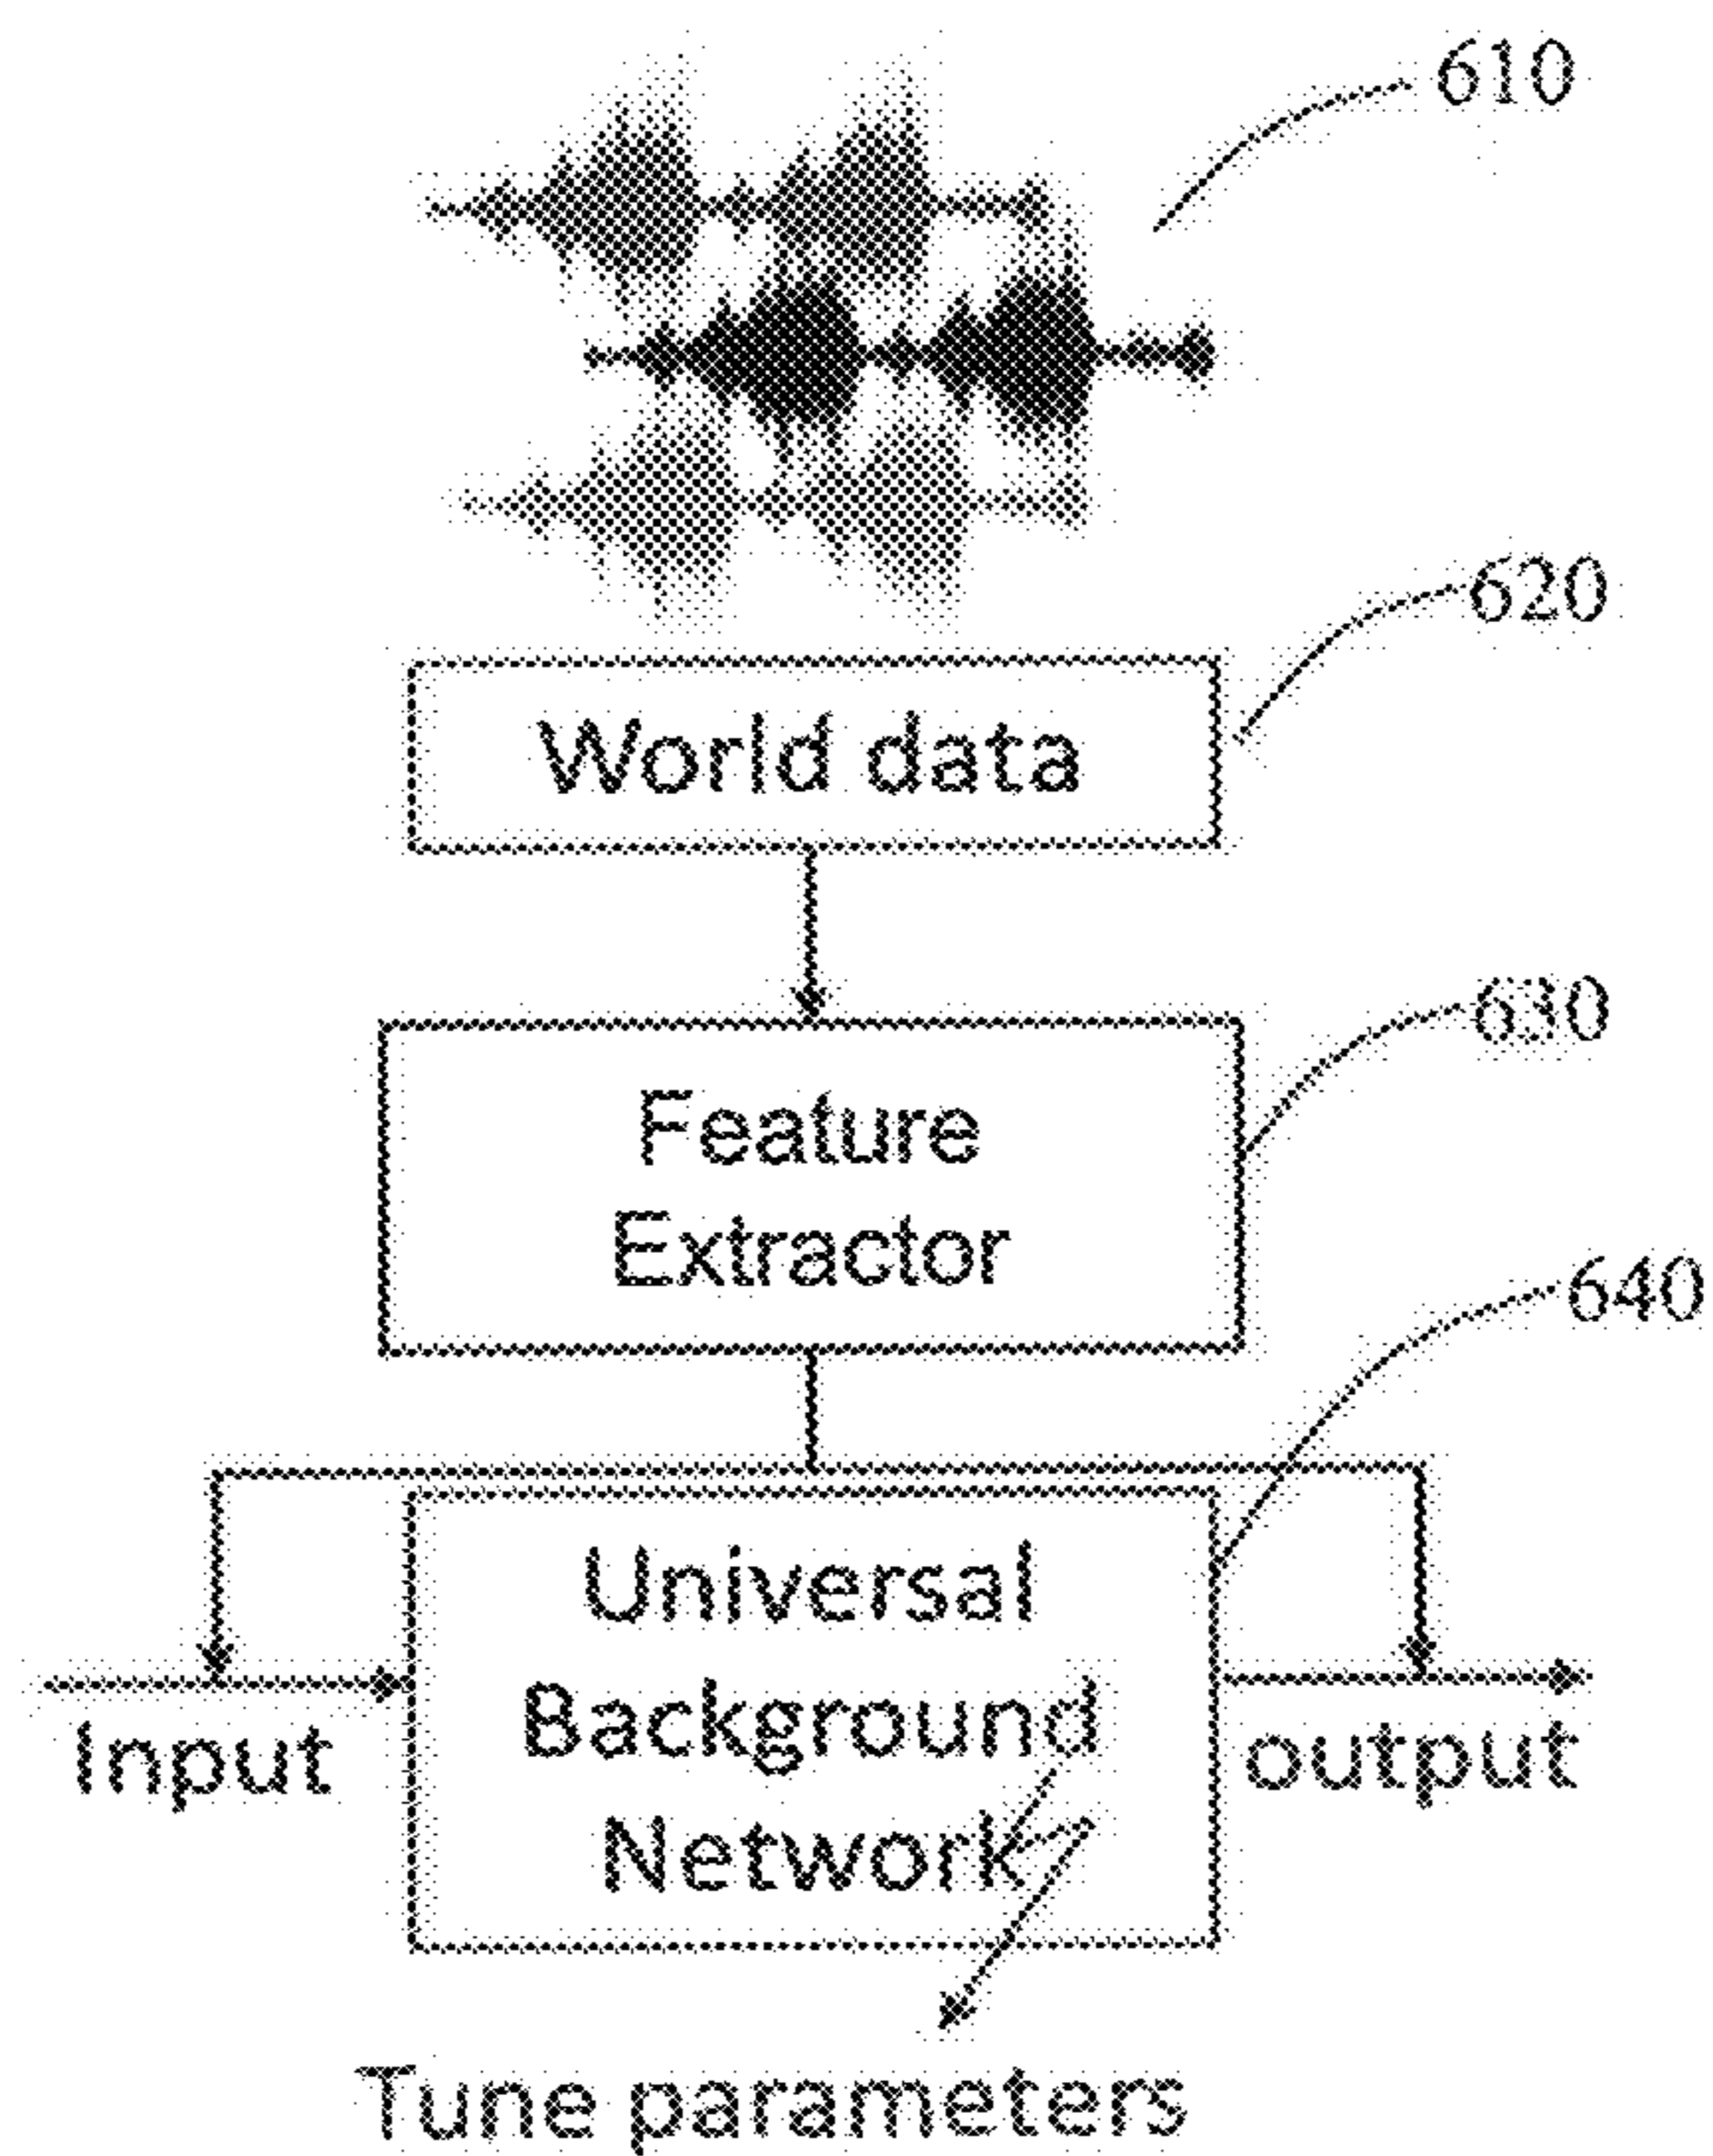 610
620
World data
630
Feature
Extractor
640
Universal
Background
Network
Input
output
Tune parameters